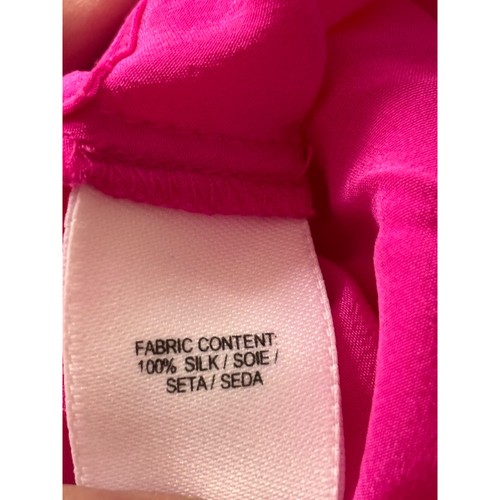 FABRIC CONTENT:
100% SILK / SOIE /
SETA / SEDA